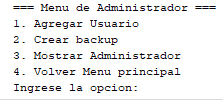 === Menu de Administrador ===
1. Agregar Usuario
2. Crear backup
3. Mostrar Administrador
4. Volver Menu principal
Ingrese la opcion: